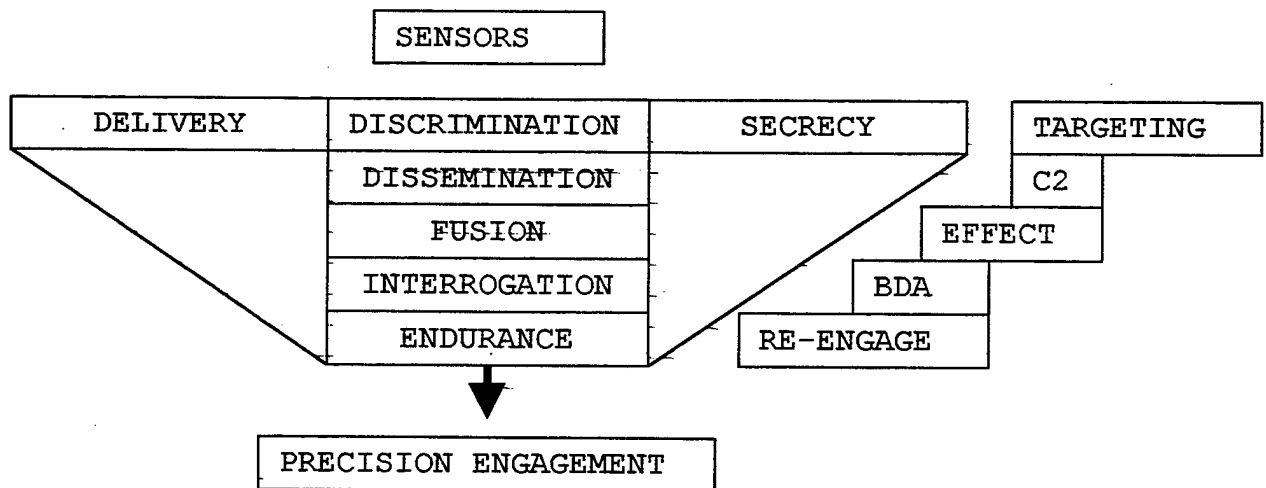 SENSORS
DELIVERY DISCRIMINATION SECRECY TARGETING
DISSEMINATION C2
FUSION EFFECT
INTERROGATION BDA
ENDURANCE RE-ENGAGE
PRECISION ENGAGEMENT